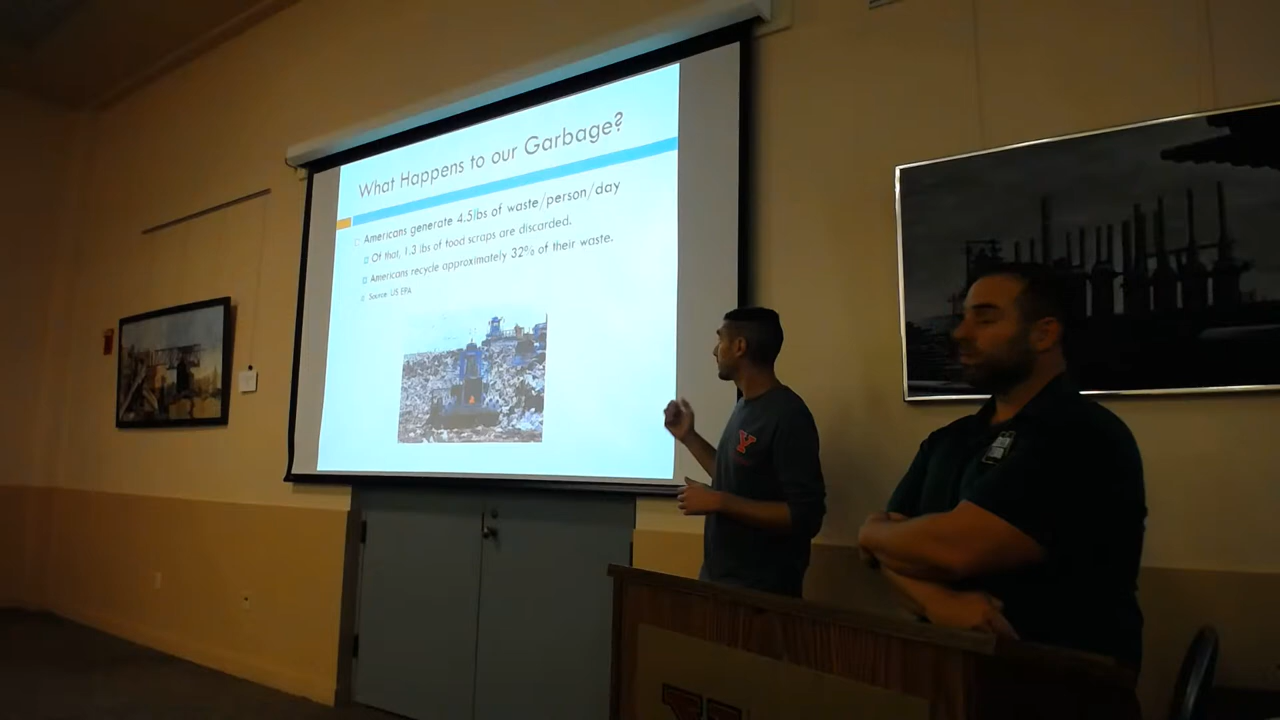 What Happens to our Garbage?
Americans generate 4.5lbs of waste/person/day
Of that, 1.3 lbs of food scraps are discarded.
Americans recycle approximately 32% of their waste.
Source: US EPA
Y
Y